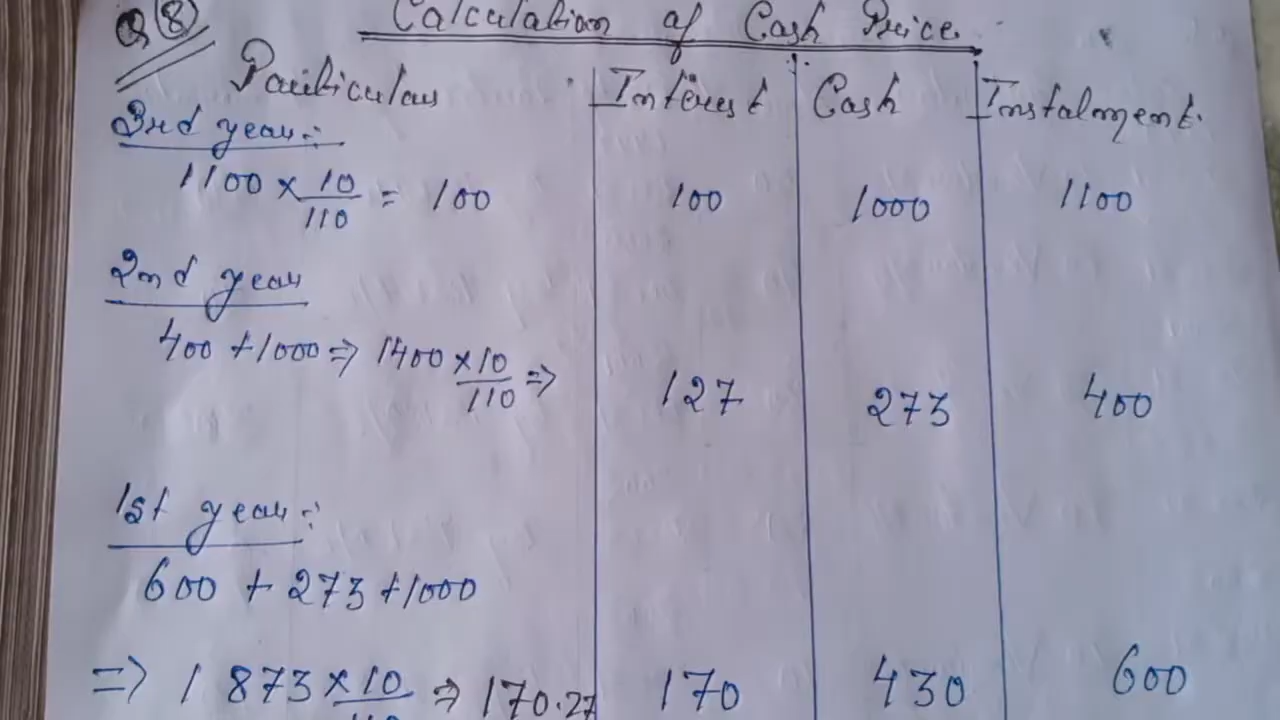 Q (8) Calculation of Cash Price.
Particulars Interest Cash Instalment.
3rd year :-
1100 × 10/110 = 100 100 1000 1100
2nd year
400 + 1000 ⇒ 1400 × 10/110 ⇒ 127 273 400
1st year :-
600 + 273 + 1000
⇒ 1873 × 10/110 ⇒ 170.27 170 430 600